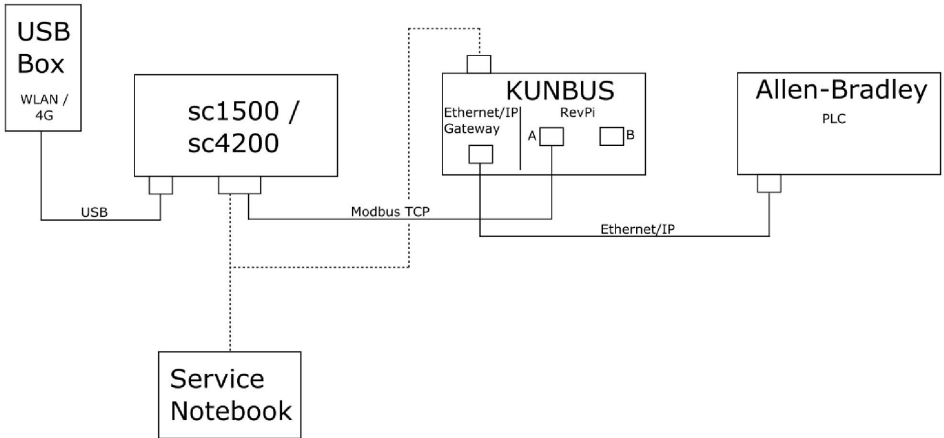 USB
Box
WLAN /
4G
sc1500 /
sc4200
KUNBUS
Ethernet/IP
Gateway
RevPi
A
B
Allen-Bradley
PLC
USB
Modbus TCP
Ethernet/IP
Service
Notebook